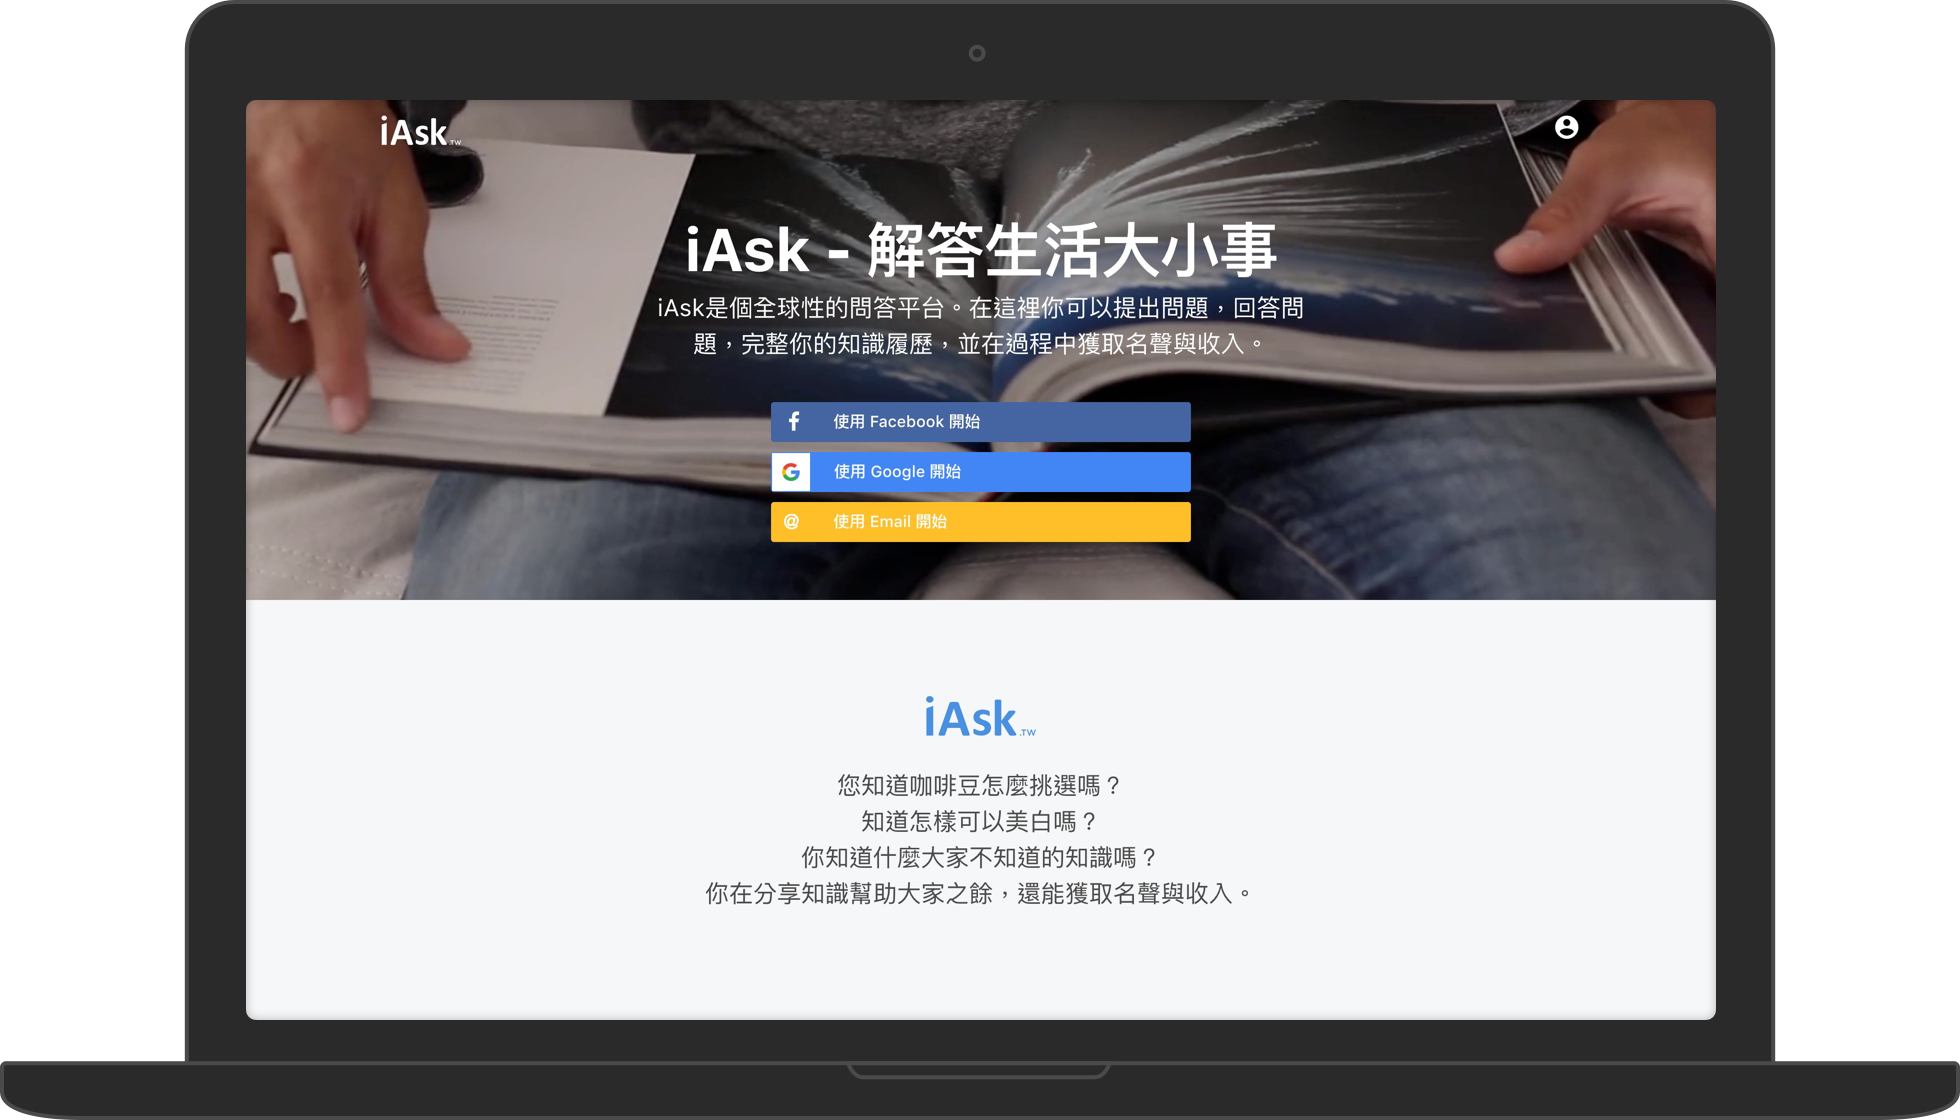 iAsk.TW
iAsk - 解答生活大小事
iAsk是個全球性的問答平台。在這裡你可以提出問題，回答問
題，完整你的知識履歷，並在過程中獲取名聲與收入。
使用 Facebook 開始
使用 Google 開始
@ 使用 Email 開始
iAsk.TW
您知道咖啡豆怎麼挑選嗎？
知道怎樣可以美白嗎？
你知道什麼大家不知道的知識嗎？
你在分享知識幫助大家之餘，還能獲取名聲與收入。